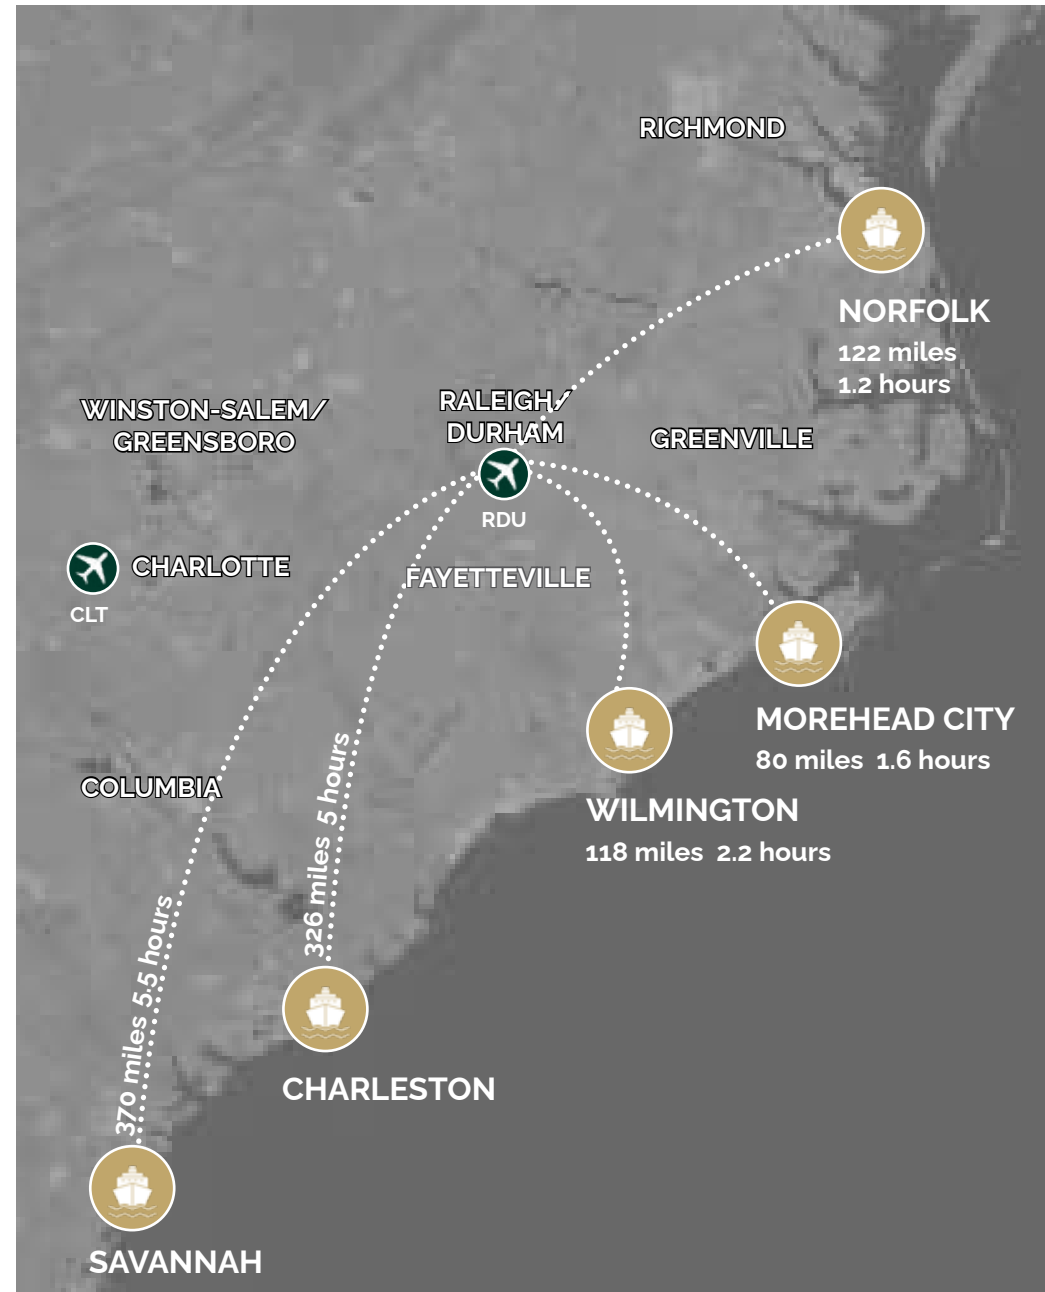 RICHMOND
NORFOLK
122 miles
1.2 hours
WINSTON-SALEM/
GREENSBORO
RALEIGH/
DURHAM
GREENVILLE
RDU
CHARLOTTE
CLT
FAYETTEVILLE
MOREHEAD CITY
80 miles 1.6 hours
COLUMBIA
WILMINGTON
118 miles 2.2 hours
326 miles 5 hours
370 miles 5.5 hours
CHARLESTON
SAVANNAH